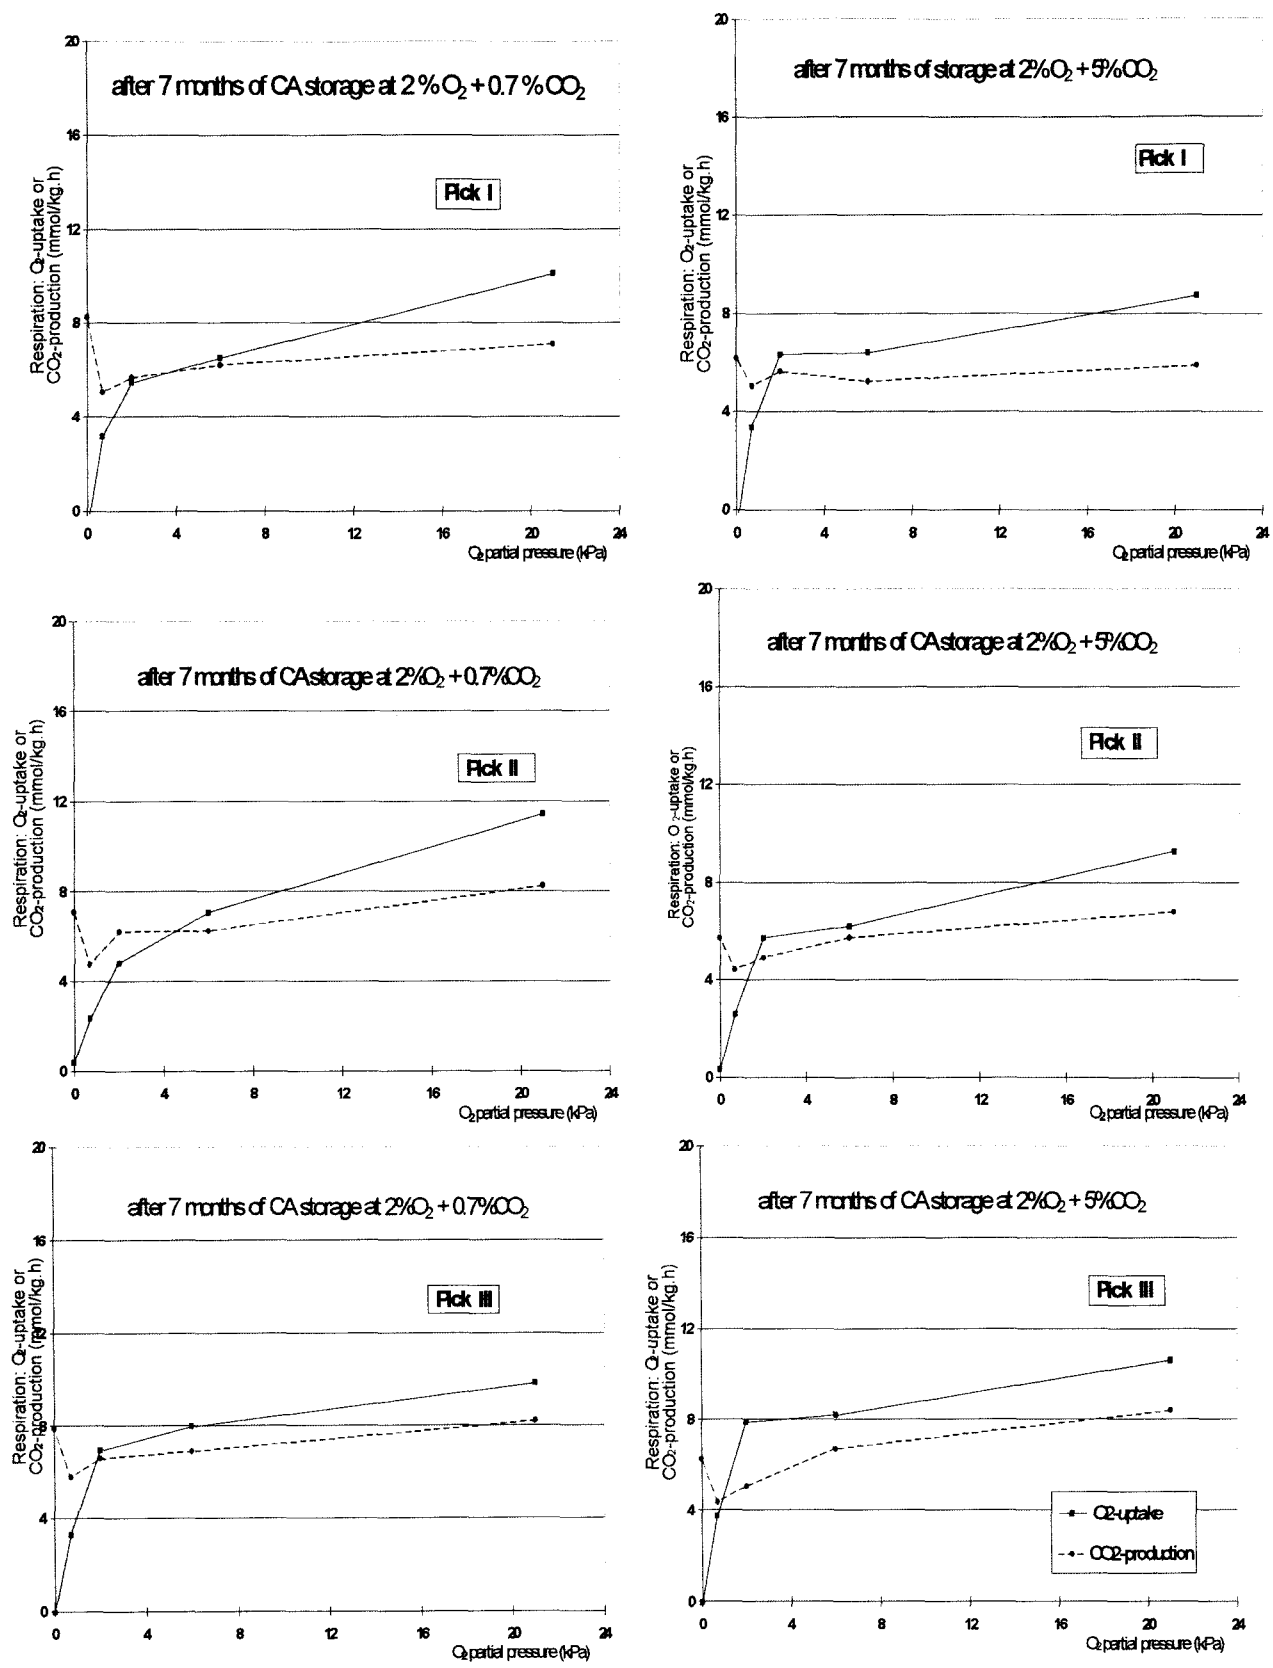 20
after 7 months of CA storage at 2%O₂ + 0.7%CO₂
16
Pick I
12
8
4
0
0 4 8 12 16 20 24
O₂ partial pressure (kPa)
Respiration: O₂-uptake or
CO₂-production (mmol/kg.h)
20
after 7 months of storage at 2%O₂ + 5%CO₂
16
Pick I
12
8
4
0
0 4 8 12 16 20 24
O₂ partial pressure (kPa)
Respiration: O₂-uptake or
CO₂-production (mmol/kg.h)
20
after 7 months of CA storage at 2%O₂ + 0.7%CO₂
16
Pick II
12
8
4
0
0 4 8 12 16 20 24
O₂ partial pressure (kPa)
Respiration: O₂-uptake or
CO₂-production (mmol/kg.h)
20
after 7 months of CA storage at 2%O₂ + 5%CO₂
16
Pick II
12
8
4
0
0 4 8 12 16 20 24
O₂ partial pressure (kPa)
Respiration: O₂-uptake or
CO₂-production (mmol/kg.h)
20
after 7 months of CA storage at 2%O₂ + 0.7%CO₂
16
Pick III
12
8
4
0
0 4 8 12 16 20 24
O₂ partial pressure (kPa)
Respiration: O₂-uptake or
CO₂-production (mmol/kg.h)
20
after 7 months of CA storage at 2%O₂ + 5%CO₂
16
Pick III
12
8
4
0
0 4 8 12 16 20 24
O₂ partial pressure (kPa)
Respiration: O₂-uptake or
CO₂-production (mmol/kg.h)
O2-uptake
CO2-production